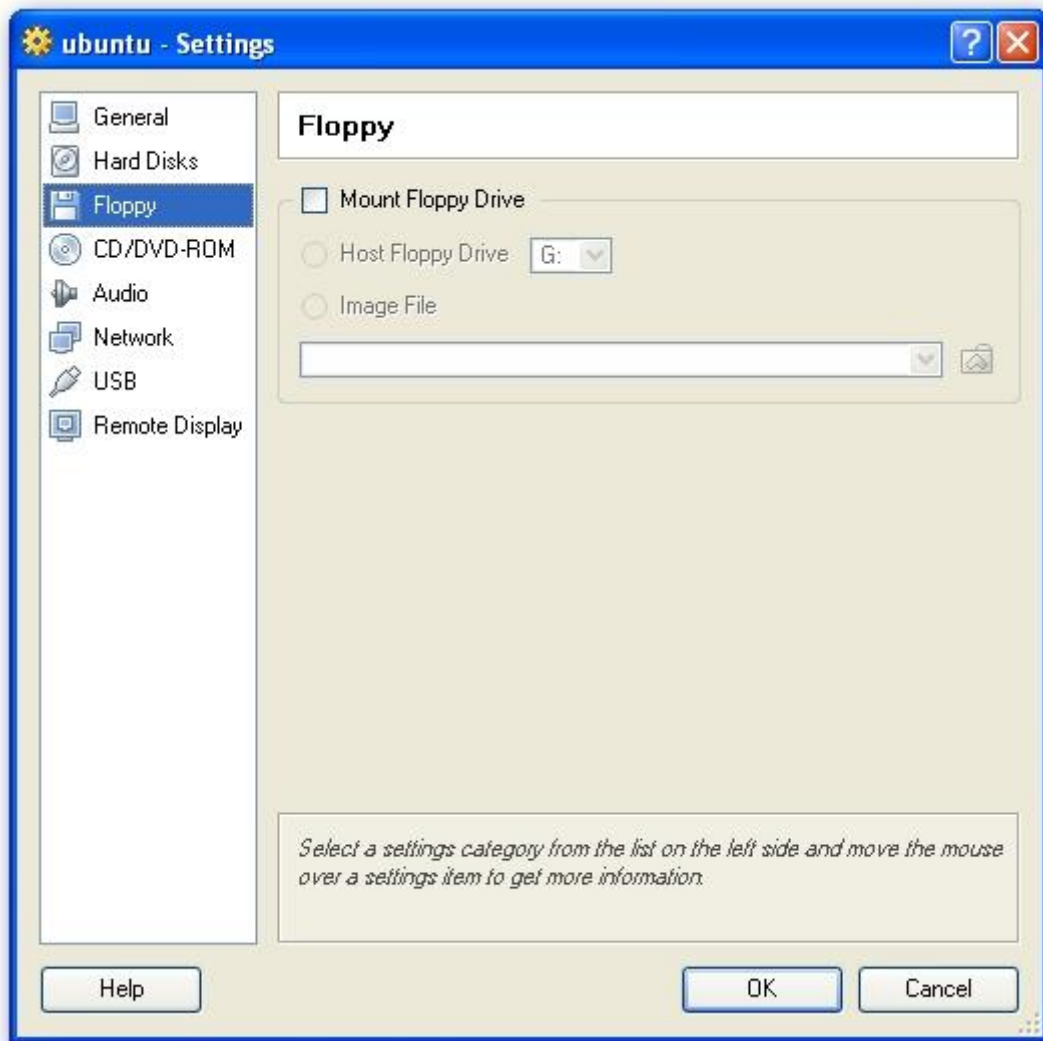 ubuntu - Settings
General
Hard Disks
Floppy
CD/DVD-ROM
Audio
Network
USB
Remote Display
Floppy
Mount Floppy Drive
Host Floppy Drive G:
Image File
Select a settings category from the list on the left side and move the mouse
over a settings item to get more information.
Help
OK
Cancel